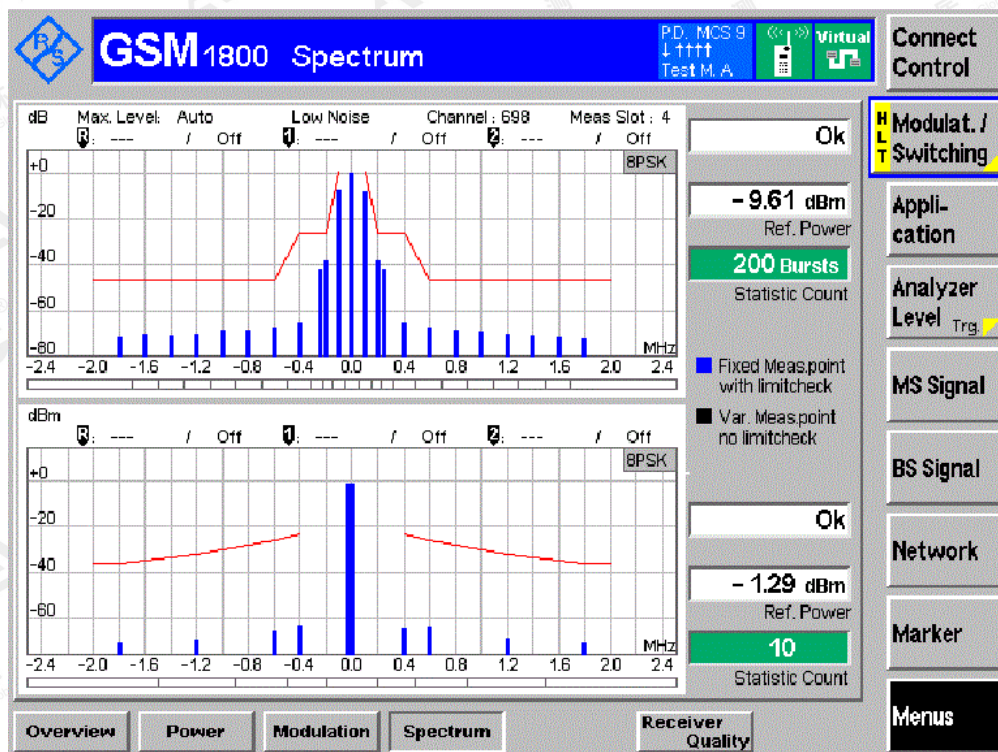 R S
GSM 1800 Spectrum
P.D. MCS 9
↓ ↑↑↑↑
Test M. A
Virtual
Connect
Control
dB Max. Level: Auto Low Noise Channel : 698 Meas Slot : 4
R: --- / Off 1: --- / Off 2: --- / Off
8PSK
+0
-20
-40
-60
-80
MHz
-2.4 -2.0 -1.6 -1.2 -0.8 -0.4 0.0 0.4 0.8 1.2 1.6 2.0 2.4
Ok
- 9.61 dBm
Ref. Power
200 Bursts
Statistic Count
Fixed Meas.point
with limitcheck
Var. Meas.point
no limitcheck
dBm
R: --- / Off 1: --- / Off 2: --- / Off
8PSK
+0
-20
-40
-60
MHz
-2.4 -2.0 -1.6 -1.2 -0.8 -0.4 0.0 0.4 0.8 1.2 1.6 2.0 2.4
Ok
- 1.29 dBm
Ref. Power
10
Statistic Count
HLT
Modulat. /
Switching
Appli-
cation
Analyzer
Level Trg.
MS Signal
BS Signal
Network
Marker
Menus
Overview
Power
Modulation
Spectrum
Receiver
Quality